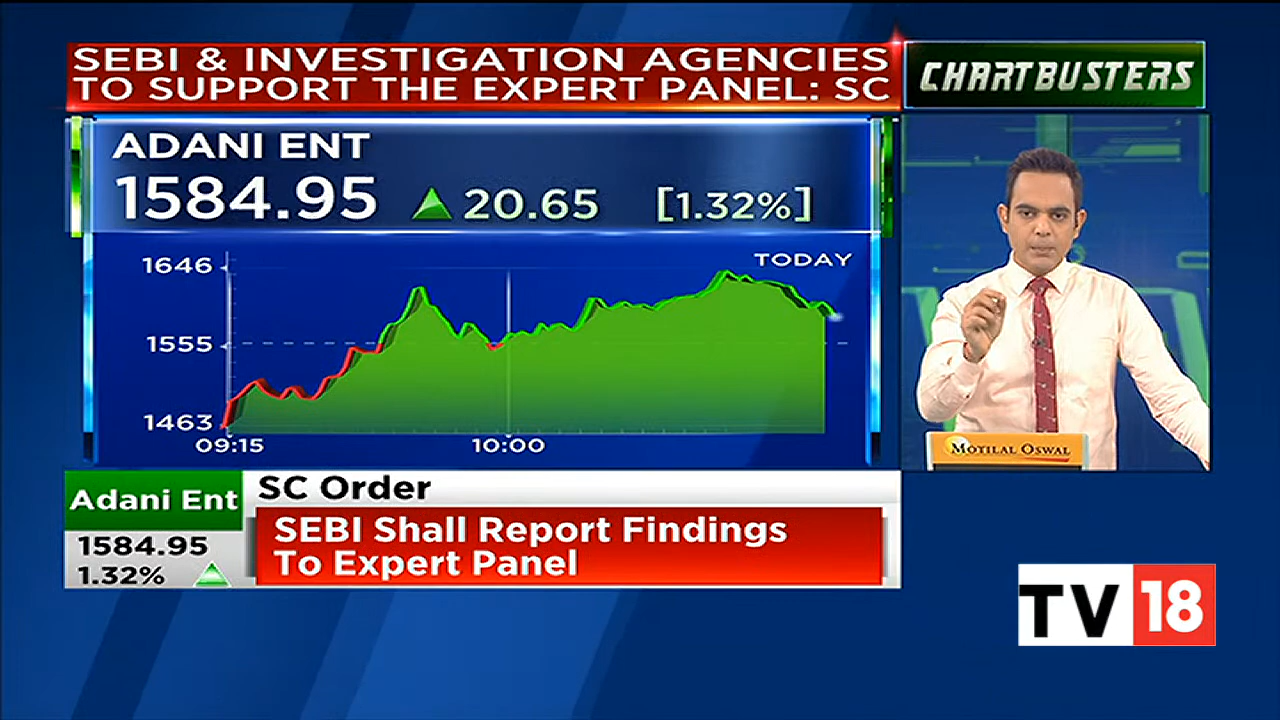 SEBI & INVESTIGATION AGENCIES
TO SUPPORT THE EXPERT PANEL: SC
CHARTBUSTERS
ADANI ENT
1584.95 ▲ 20.65 [1.32%]
TODAY
1646
1555
1463
09:15 10:00
MOTILAL OSWAL
Adani Ent
1584.95
1.32% ▲
SC Order
SEBI Shall Report Findings
To Expert Panel
TV18